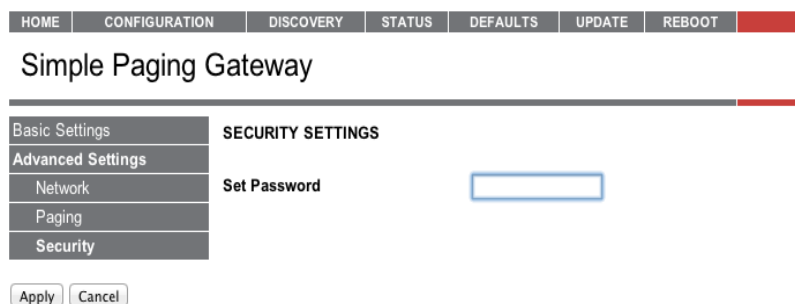 HOME CONFIGURATION DISCOVERY STATUS DEFAULTS UPDATE REBOOT
Simple Paging Gateway
Basic Settings
Advanced Settings
Network
Paging
Security
SECURITY SETTINGS
Set Password
Apply Cancel